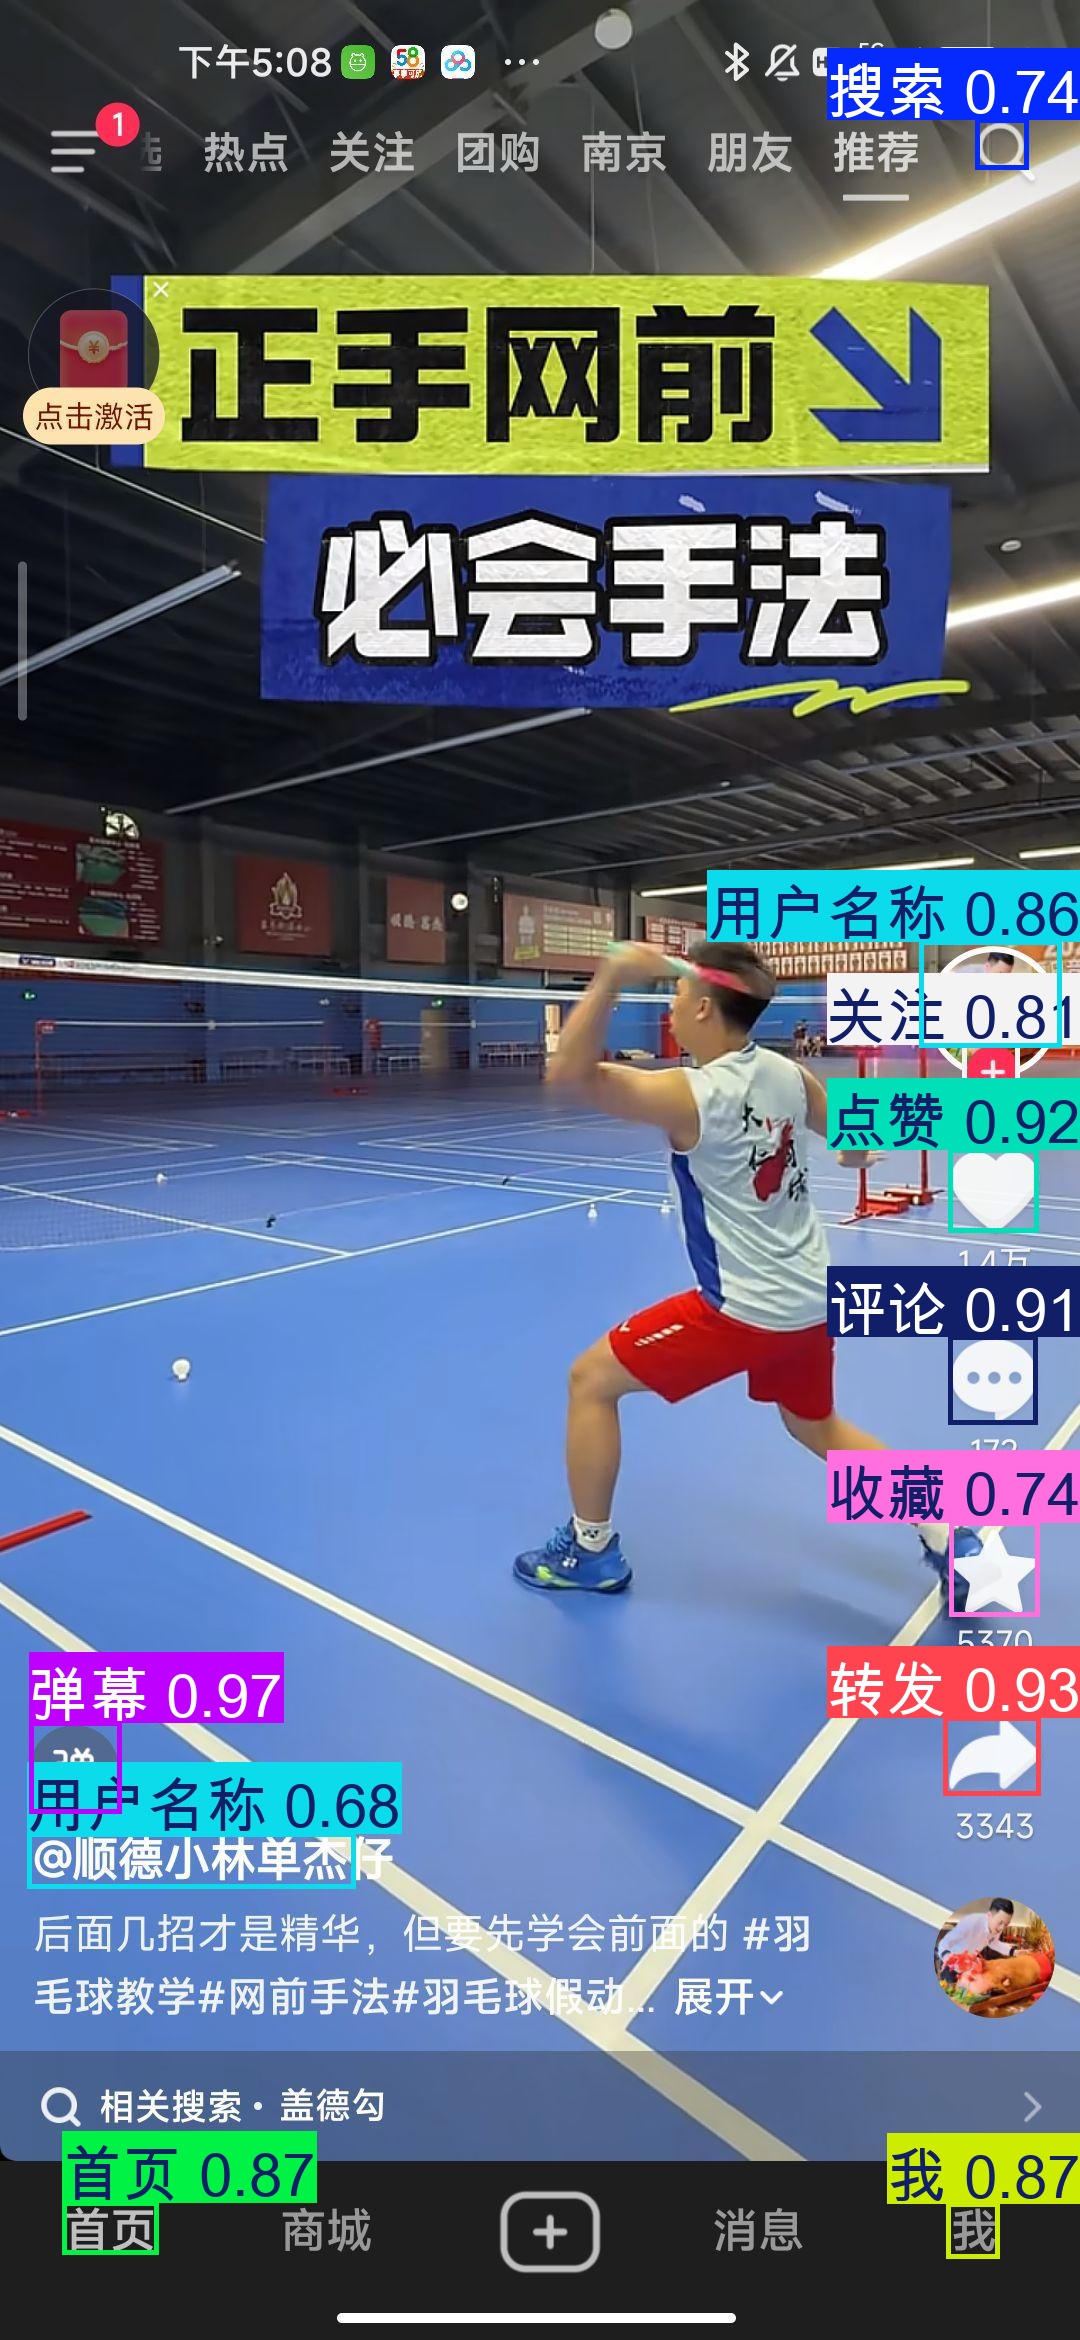 下午5:08
搜索 0.74
1
热点 关注 团购 南京 朋友 推荐
正手网前
点击激活
必会手法
用户名称 0.86
关注 0.81
点赞 0.92
评论 0.91
收藏 0.74
转发 0.93
3343
弹幕 0.97
用户名称 0.68
@顺德小林单杰仔
后面几招才是精华，但要先学会前面的 #羽
毛球教学#网前手法#羽毛球假动... 展开
相关搜索·盖德勾
首页 0.87
我 0.87
首页 商城 消息 我